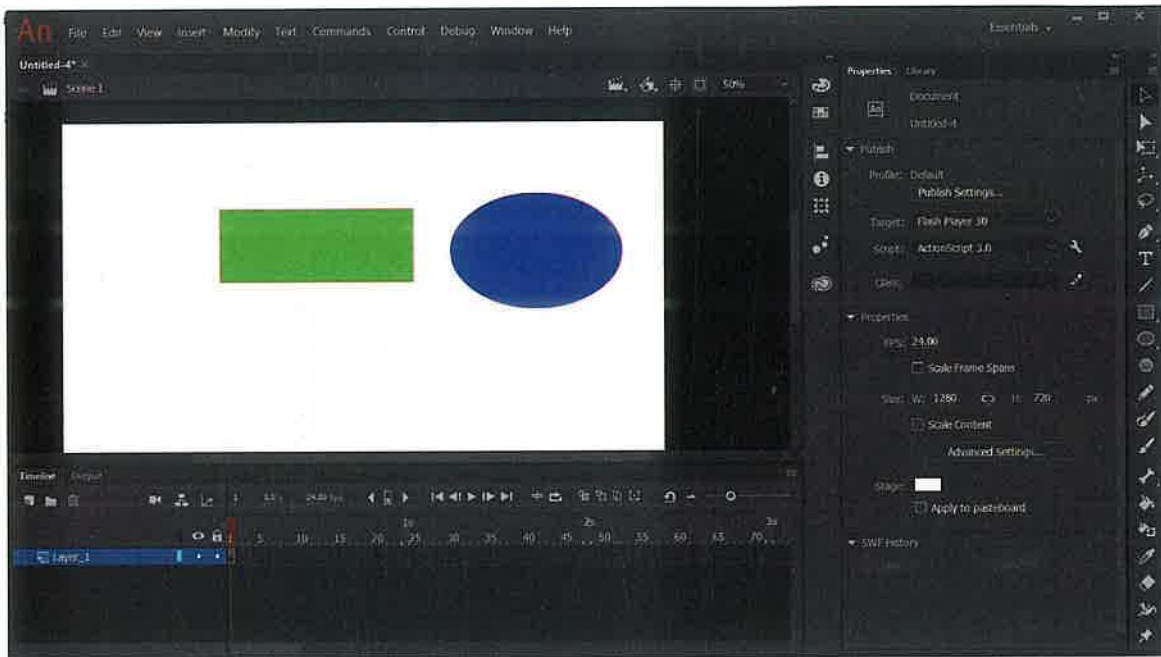 An File Edit View Insert Modify Text Commands Control Debug Window Help
Essentials
Untitled-4*
Scene 1
50%
Properties Library
Document
An
Untitled-4
Publish
Profile: Default
Publish Settings...
Target: Flash Player 30
Script: ActionScript 3.0
Class:
Properties
FPS: 24.00
Scale Frame Spans
Size: W: 1280 H: 720 px
Scale Content
Advanced Settings...
Stage:
Apply to pasteboard
SWF History
Timeline Output
1 24.00 fps
1s 2s 3s
5 10 15 20 25 30 35 40 45 50 55 60 65 70
Layer_1
T